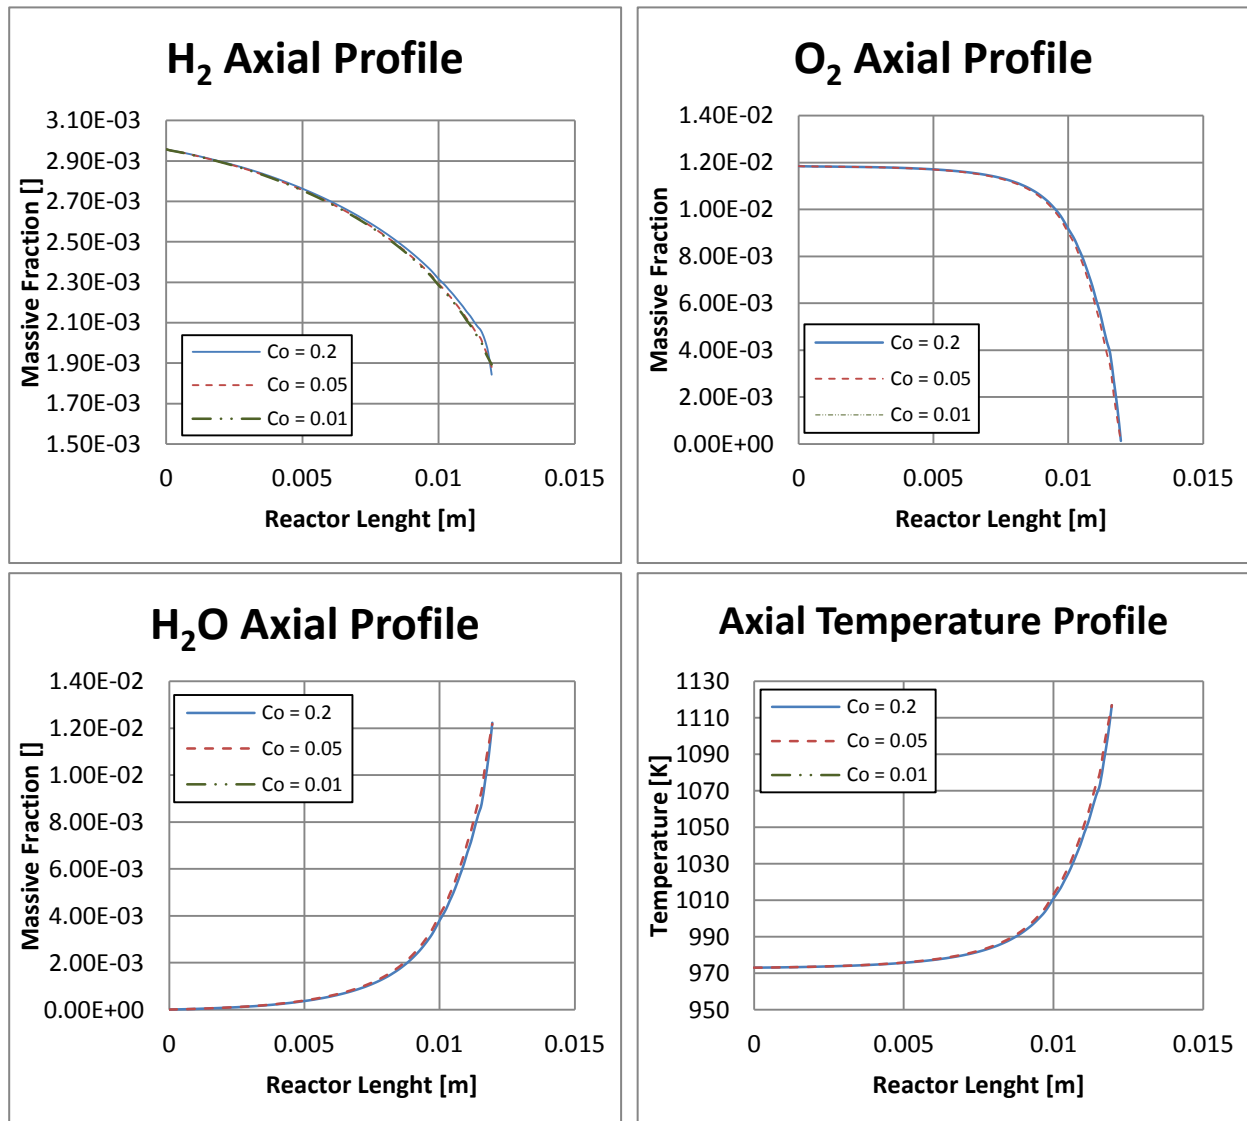 H₂ Axial Profile
Massive Fraction []
3.10E-03
2.90E-03
2.70E-03
2.50E-03
2.30E-03
2.10E-03
1.90E-03
1.70E-03
1.50E-03
Co = 0.2
Co = 0.05
Co = 0.01
0 0.005 0.01 0.015
Reactor Lenght [m]
O₂ Axial Profile
Massive Fraction
1.40E-02
1.20E-02
1.00E-02
8.00E-03
6.00E-03
4.00E-03
2.00E-03
0.00E+00
Co = 0.2
Co = 0.05
Co = 0.01
0 0.005 0.01 0.015
Reactor Lenght [m]
H₂O Axial Profile
Massive Fraction []
1.40E-02
1.20E-02
1.00E-02
8.00E-03
6.00E-03
4.00E-03
2.00E-03
0.00E+00
Co = 0.2
Co = 0.05
Co = 0.01
0 0.005 0.01 0.015
Reactor Lenght [m]
Axial Temperature Profile
Temperature [K]
1130
1110
1090
1070
1050
1030
1010
990
970
950
Co = 0.2
Co = 0.05
Co = 0.01
0 0.005 0.01 0.015
Reactor Lenght [m]